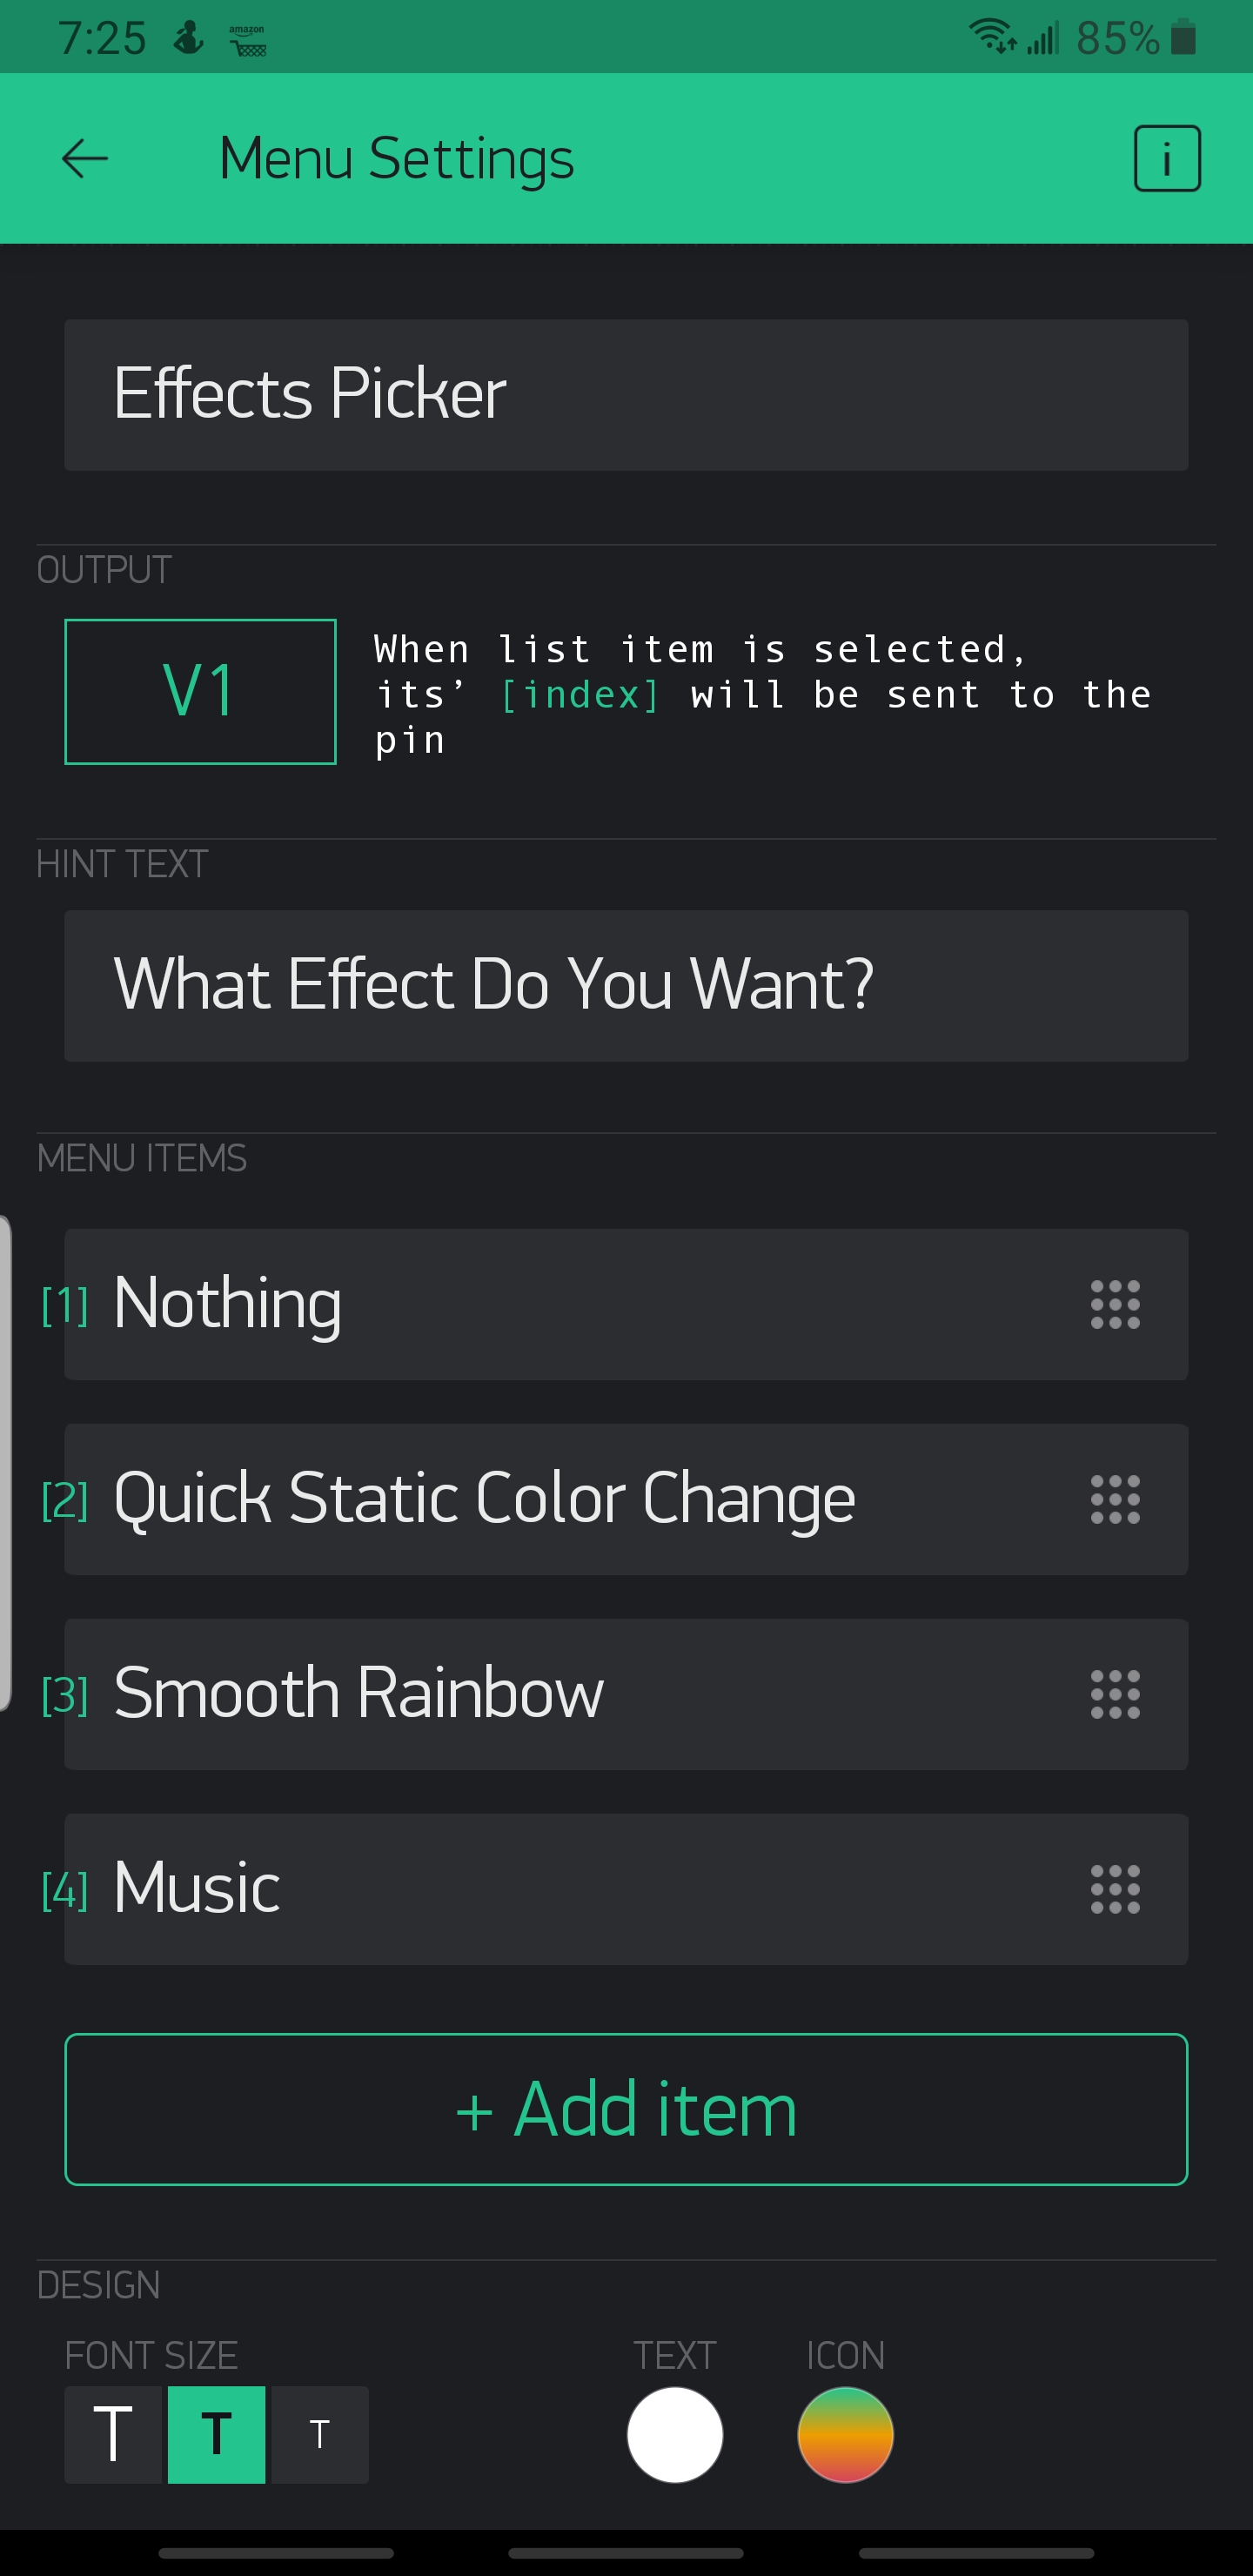 7:25 amazon 85%
Menu Settings i
Effects Picker
OUTPUT
V1
When list item is selected,
its’ [index] will be sent to the
pin
HINT TEXT
What Effect Do You Want?
MENU ITEMS
[1] Nothing
[2] Quick Static Color Change
[3] Smooth Rainbow
[4] Music
+ Add item
DESIGN
FONT SIZE TEXT ICON
T T T